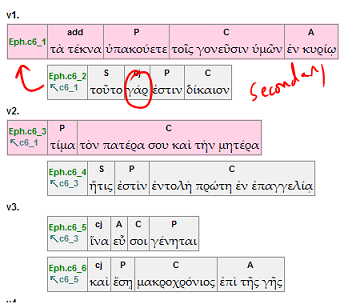 v1.
add P C A
Eph.c6_1 τὰ τέκνα ὑπακούετε τοῖς γονεῦσιν ὑμῶν ἐν κυρίῳ
S cj P C
Eph.c6_2 τοῦτο γάρ ἐστιν δίκαιον
c6_1
secondary
v2.
P C
Eph.c6_3 τίμα τὸν πατέρα σου καὶ τὴν μητέρα
c6_1
S P C
Eph.c6_4 ἥτις ἐστὶν ἐντολὴ πρώτη ἐν ἐπαγγελίᾳ
c6_3
v3.
cj A C P
Eph.c6_5 ἵνα εὖ σοι γένηται
c6_3
cj P C A
Eph.c6_6 καὶ ἔσῃ μακροχρόνιος ἐπὶ τῆς γῆς
c6_5